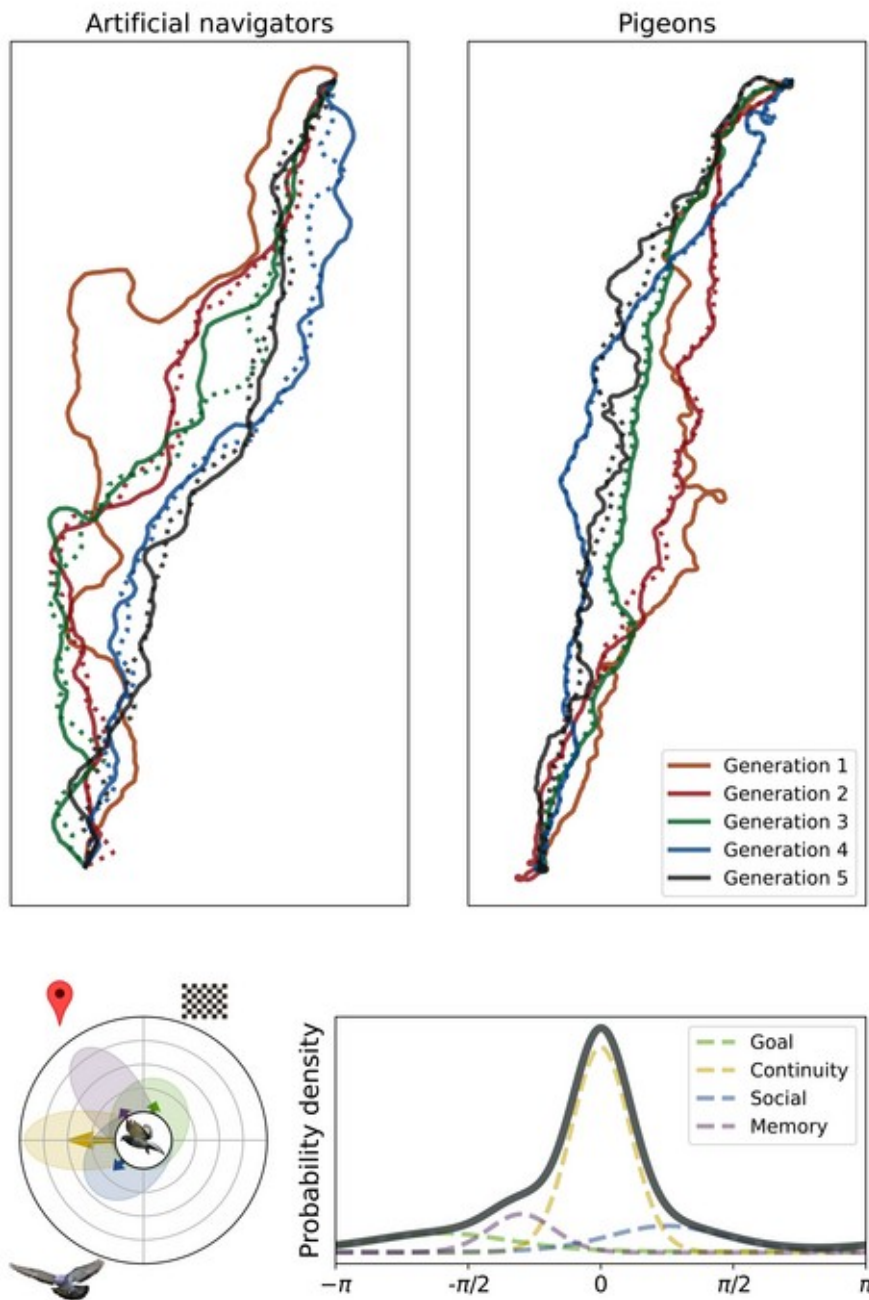 Artificial navigators
Pigeons
Generation 1
Generation 2
Generation 3
Generation 4
Generation 5
Probability density
Goal
Continuity
Social
Memory
−π
-π/2
0
π/2
π